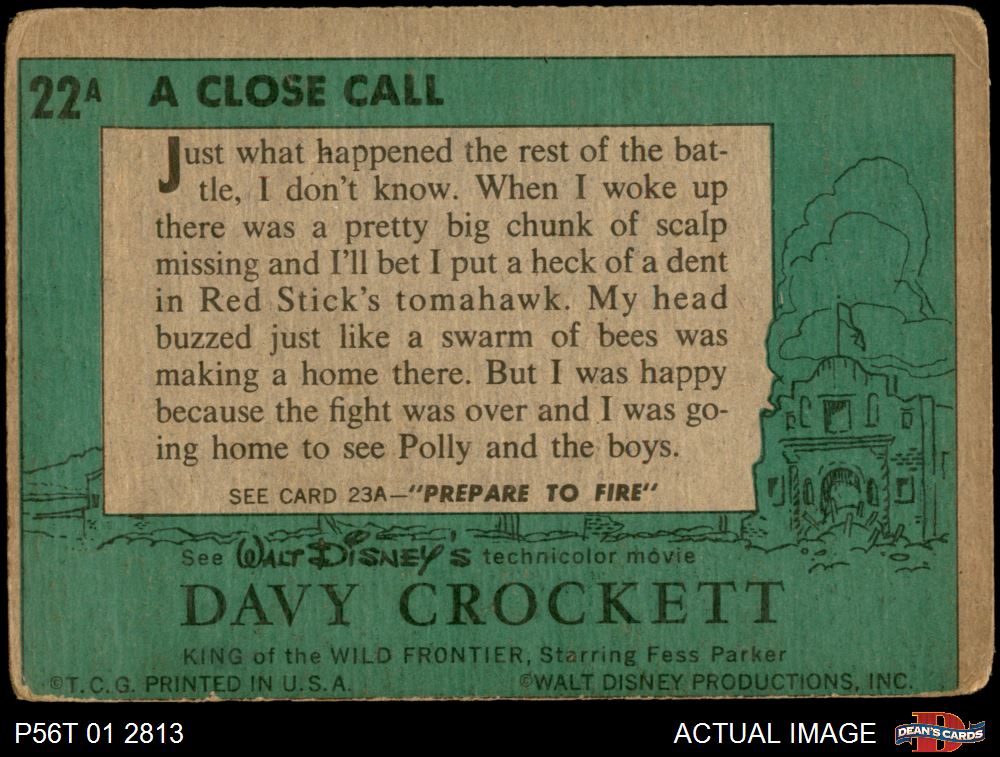 22A A CLOSE CALL
Just what happened the rest of the bat-
tle, I don't know. When I woke up
there was a pretty big chunk of scalp
missing and I'll bet I put a heck of a dent
in Red Stick's tomahawk. My head
buzzed just like a swarm of bees was
making a home there. But I was happy
because the fight was over and I was go-
ing home to see Polly and the boys.
SEE CARD 23A—"PREPARE TO FIRE"
See WALT DISNEY'S technicolor movie
DAVY CROCKETT
KING of the WILD FRONTIER, Starring Fess Parker
©T.C.G. PRINTED IN U.S.A. ©WALT DISNEY PRODUCTIONS, INC.
P56T 01 2813 ACTUAL IMAGE D DEAN'S CARDS